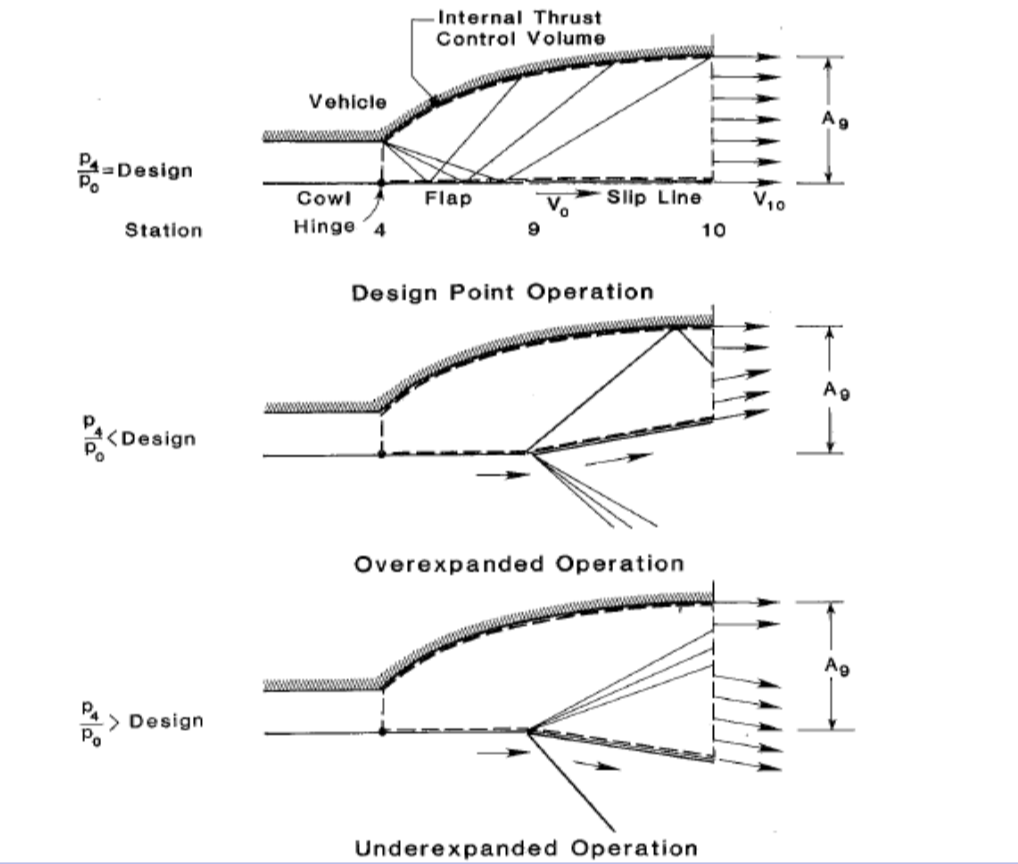 Internal Thrust
Control Volume
Vehicle
A9
P4/P0 = Design
Cowl Flap V0 Slip Line V10
Station Hinge 4 9 10
Design Point Operation
A9
P4/P0 < Design
Overexpanded Operation
A9
P4/P0 > Design
Underexpanded Operation